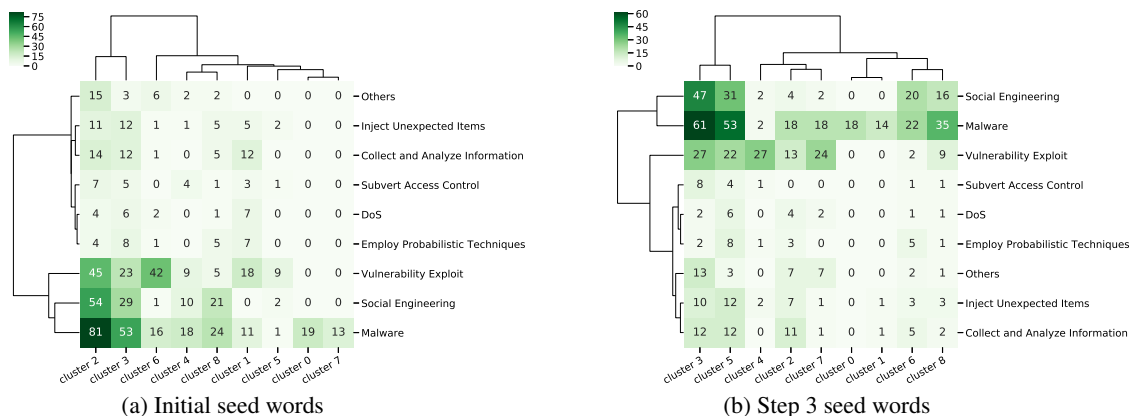 75
60
45
30
15
0
15 3 6 2 2 0 0 0 0 Others
11 12 1 1 5 5 2 0 0 Inject Unexpected Items
14 12 1 0 5 12 0 0 0 Collect and Analyze Information
7 5 0 4 1 3 1 0 0 Subvert Access Control
4 6 2 0 1 7 0 0 0 DoS
4 8 1 0 5 7 0 0 0 Employ Probabilistic Techniques
45 23 42 9 5 18 9 0 0 Vulnerability Exploit
54 29 1 10 21 0 2 0 0 Social Engineering
81 53 16 18 24 11 1 19 13 Malware
cluster 2 cluster 3 cluster 6 cluster 4 cluster 8 cluster 1 cluster 5 cluster 0 cluster 7
(a) Initial seed words
60
45
30
15
0
47 31 2 4 2 0 0 20 16 Social Engineering
61 53 2 18 18 18 14 22 35 Malware
27 22 27 13 24 0 0 2 9 Vulnerability Exploit
8 4 1 0 0 0 0 1 1 Subvert Access Control
2 6 0 4 2 0 0 1 1 DoS
2 8 1 3 0 0 0 5 1 Employ Probabilistic Techniques
13 3 0 7 7 0 0 2 1 Others
10 12 2 7 1 0 1 3 3 Inject Unexpected Items
12 12 0 11 1 0 1 5 2 Collect and Analyze Information
cluster 3 cluster 5 cluster 4 cluster 2 cluster 7 cluster 0 cluster 1 cluster 6 cluster 8
(b) Step 3 seed words